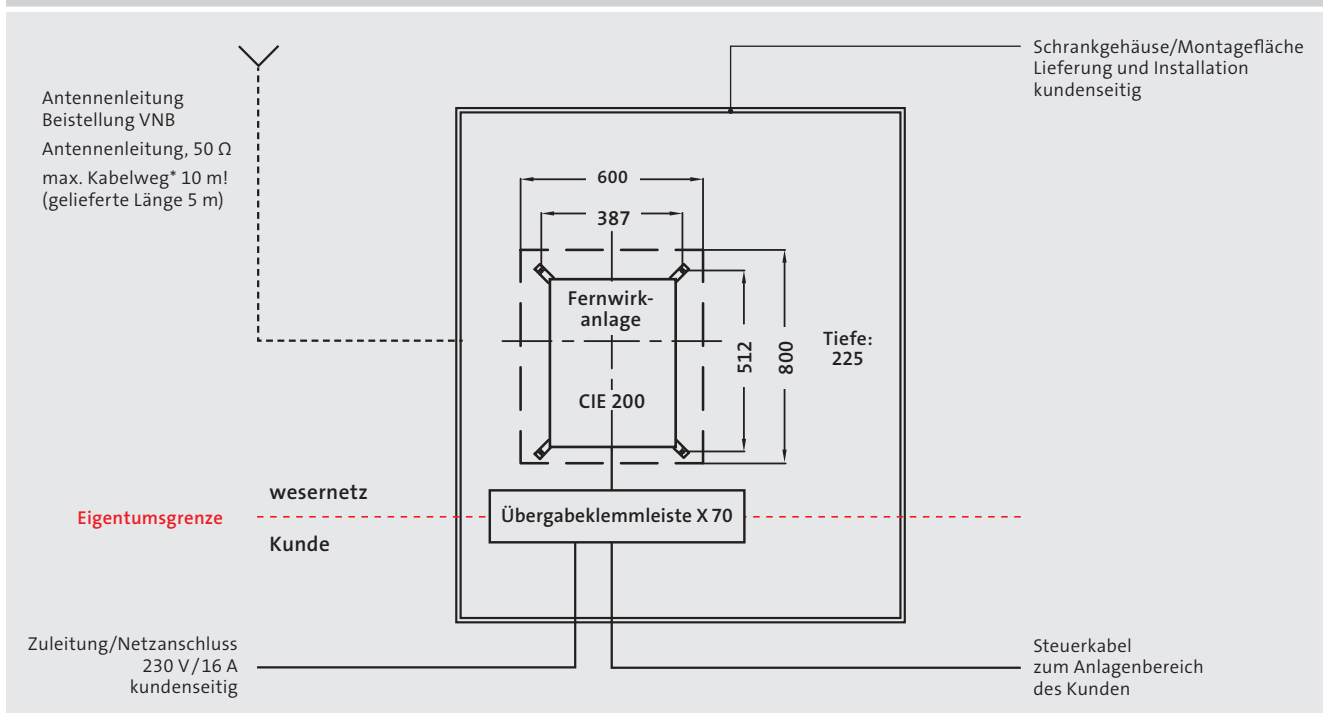 Schrankgehäuse/Montagefläche
Lieferung und Installation
kundenseitig
Antennenleitung
Beistellung VNB
Antennenleitung, 50 Ω
max. Kabelweg* 10 m!
(gelieferte Länge 5 m)
600
387
Fernwirk-
anlage
CIE 200
512
800
Tiefe:
225
wesernetz
Eigentumsgrenze
Übergabeklemmleiste X 70
Kunde
Zuleitung/Netzanschluss
230 V/16 A
kundenseitig
Steuerkabel
zum Anlagenbereich
des Kunden